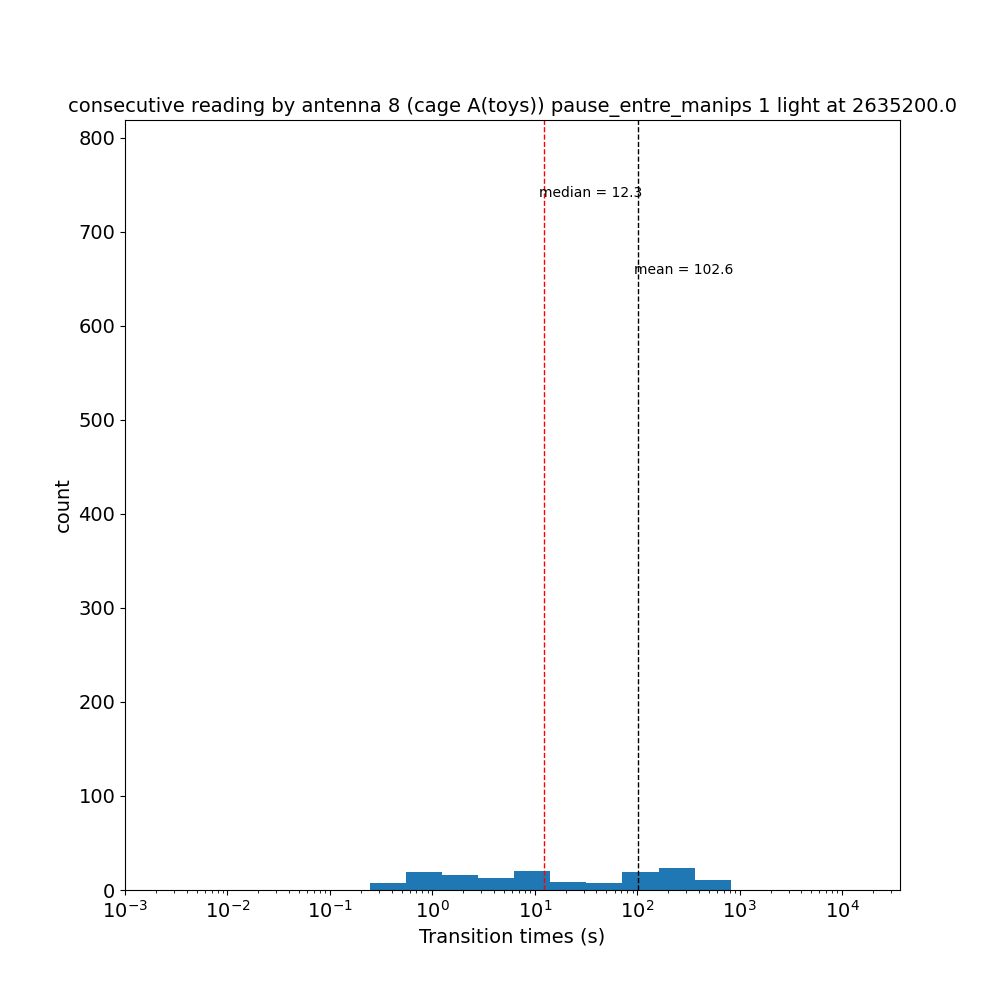 consecutive reading by antenna 8 (cage A(toys)) pause_entre_manips 1 light at 2635200.0
800
median = 12.3
700
mean = 102.6
600
500
count
400
300
200
100
0
10^-3 10^-2 10^-1 10^0 10^1 10^2 10^3 10^4
Transition times (s)